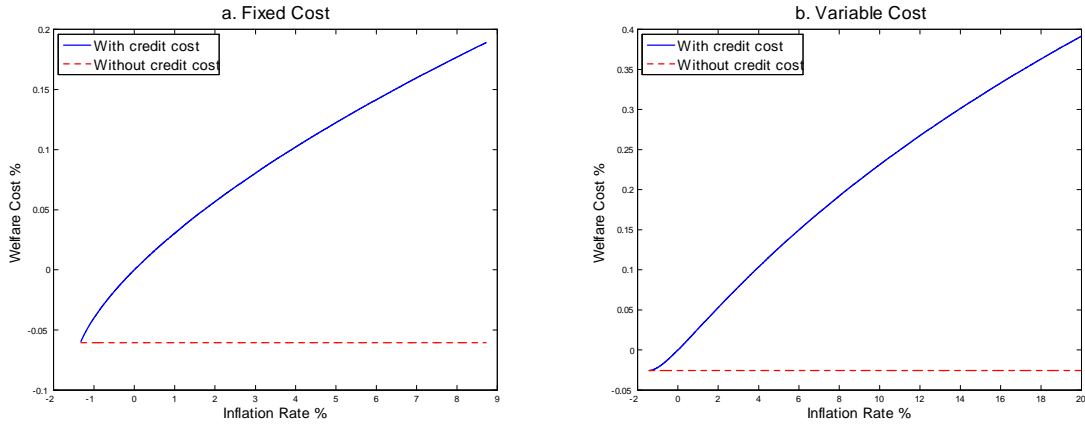 a. Fixed Cost
With credit cost
Without credit cost
Welfare Cost %
0.2
0.15
0.1
0.05
0
-0.05
-0.1
-2 -1 0 1 2 3 4 5 6 7 8 9
Inflation Rate %
b. Variable Cost
With credit cost
Without credit cost
Welfare Cost %
0.4
0.35
0.3
0.25
0.2
0.15
0.1
0.05
0
-0.05
-2 0 2 4 6 8 10 12 14 16 18 20
Inflation Rate %